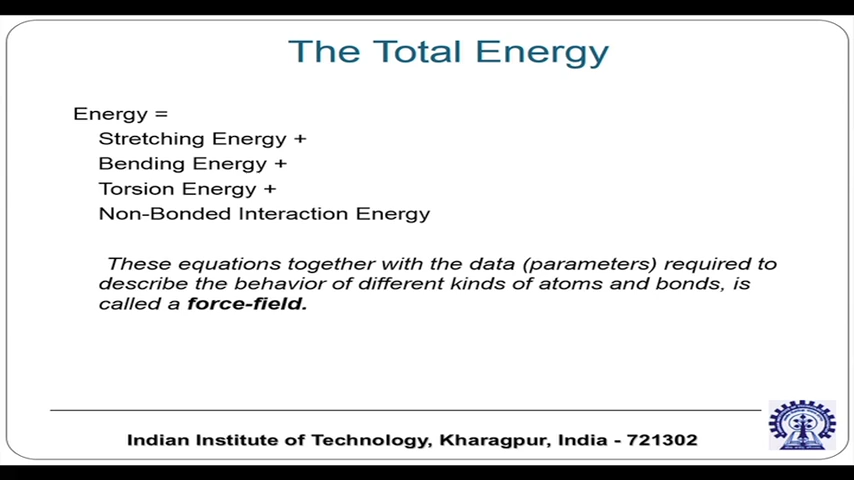 The Total Energy
Energy =
Stretching Energy +
Bending Energy +
Torsion Energy +
Non-Bonded Interaction Energy
These equations together with the data (parameters) required to
describe the behavior of different kinds of atoms and bonds, is
called a force-field.
Indian Institute of Technology, Kharagpur, India - 721302